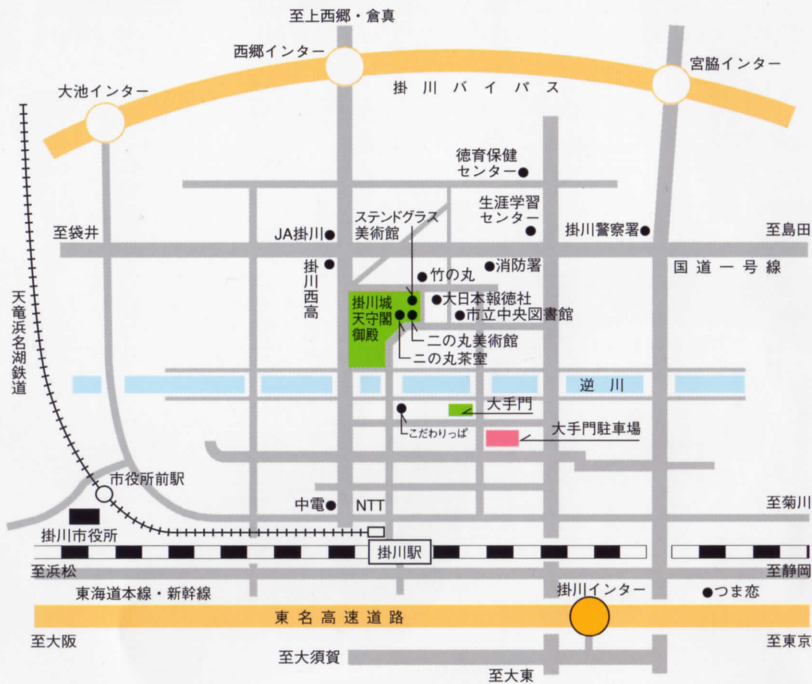 至上西郷・倉真
西郷インター
宮脇インター
大池インター
掛川バイパス
徳育保健
センター
ステンドグラス
美術館
生涯学習
センター
至袋井
JA掛川
掛川警察署
至島田
掛川西高
消防署
国道一号線
竹の丸
天竜浜名湖鉄道
掛川城
天守閣
御殿
大日本報徳社
市立中央図書館
二の丸美術館
二の丸茶室
逆川
大手門
こだわりっぱ
大手門駐車場
市役所前駅
中電
NTT
至菊川
掛川市役所
掛川駅
至浜松
至静岡
東海道本線・新幹線
掛川インター
つま恋
東名高速道路
至大阪
至東京
至大須賀
至大東